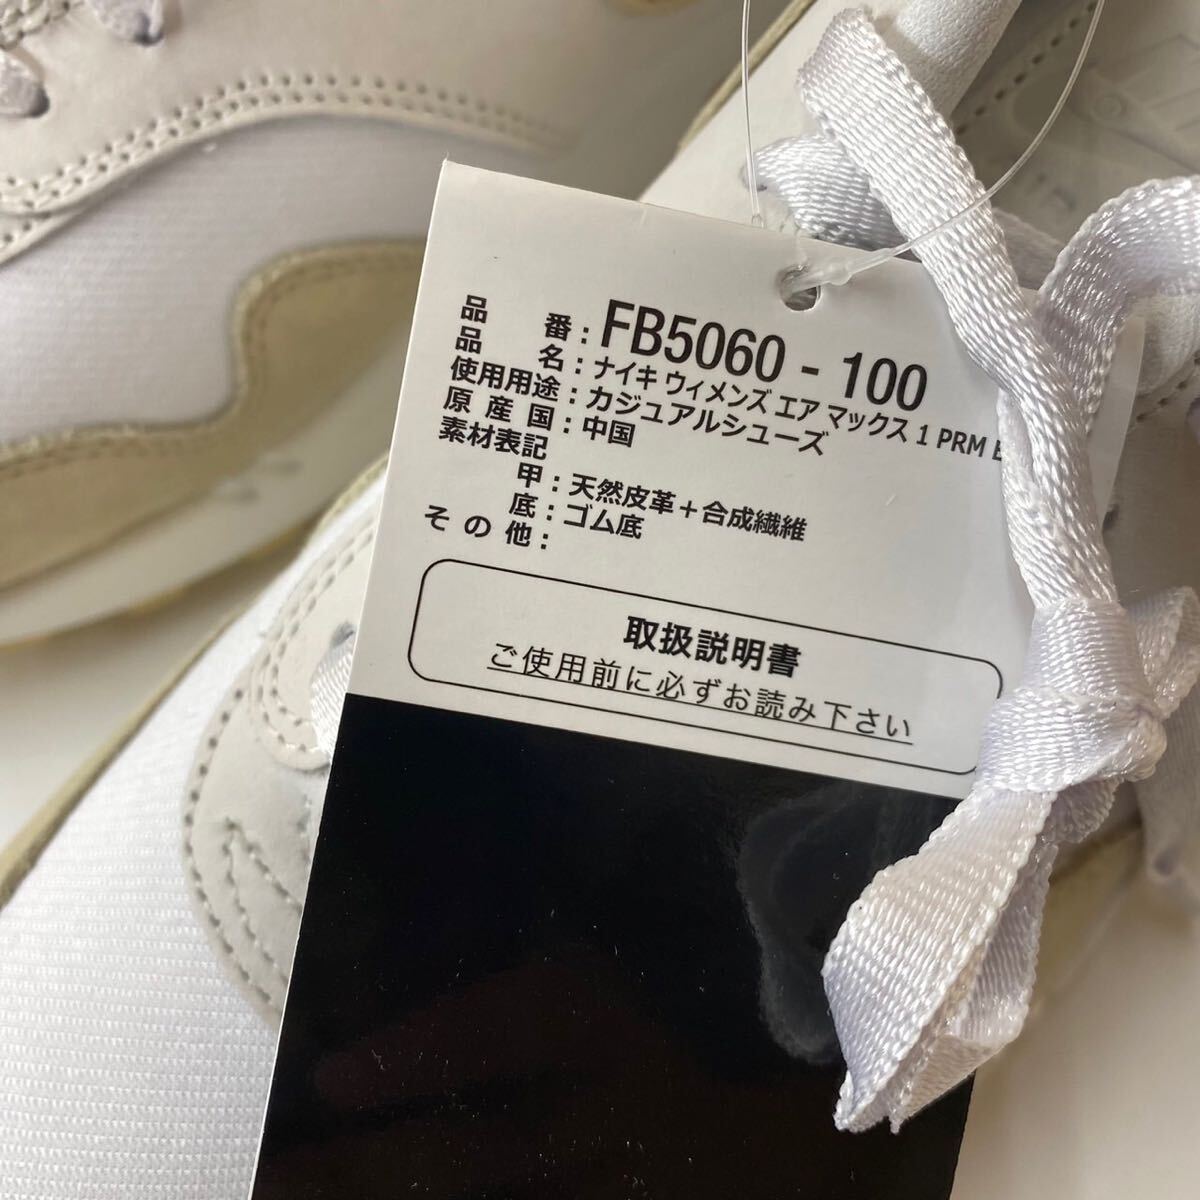 品番：FB5060 - 100
品名：ナイキ ウィメンズ エア マックス 1 PRM
使用用途：カジュアルシューズ
原産国：中国
素材表記
甲：天然皮革＋合成繊維
底：ゴム底
その他：
取扱説明書
ご使用前に必ずお読み下さい